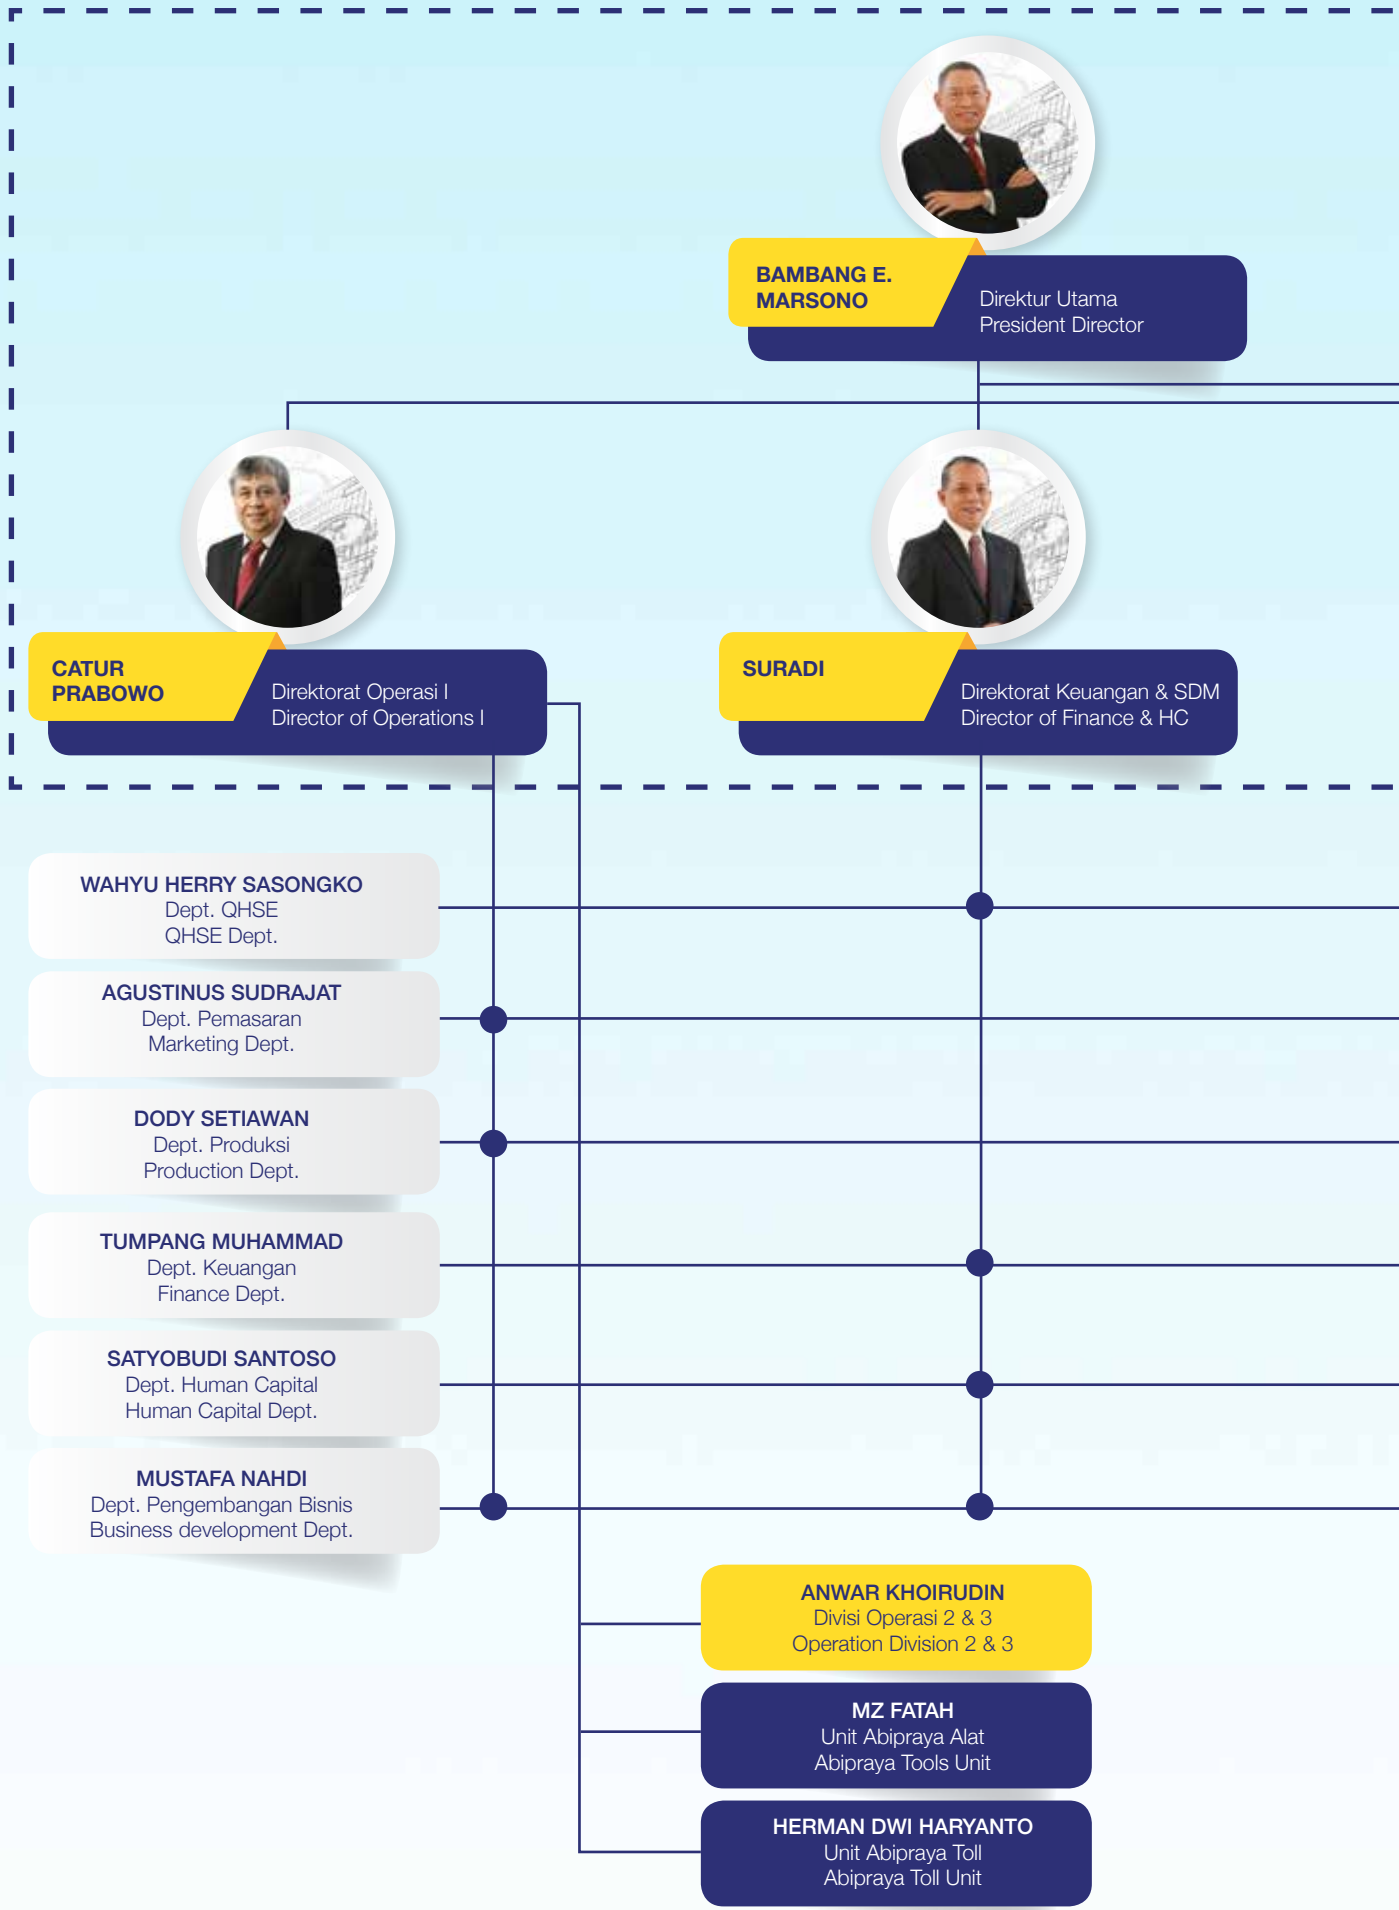 BAMBANG E.
MARSONO
Direktur Utama
President Director
CATUR
PRABOWO
Direktorat Operasi I
Director of Operations I
SURADI
Direktorat Keuangan & SDM
Director of Finance & HC
WAHYU HERRY SASONGKO
Dept. QHSE
QHSE Dept.
AGUSTINUS SUDRAJAT
Dept. Pemasaran
Marketing Dept.
DODY SETIAWAN
Dept. Produksi
Production Dept.
TUMPANG MUHAMMAD
Dept. Keuangan
Finance Dept.
SATYOBUDI SANTOSO
Dept. Human Capital
Human Capital Dept.
MUSTAFA NAHDI
Dept. Pengembangan Bisnis
Business development Dept.
ANWAR KHOIRUDIN
Divisi Operasi 2 & 3
Operation Division 2 & 3
MZ FATAH
Unit Abipraya Alat
Abipraya Tools Unit
HERMAN DWI HARYANTO
Unit Abipraya Toll
Abipraya Toll Unit